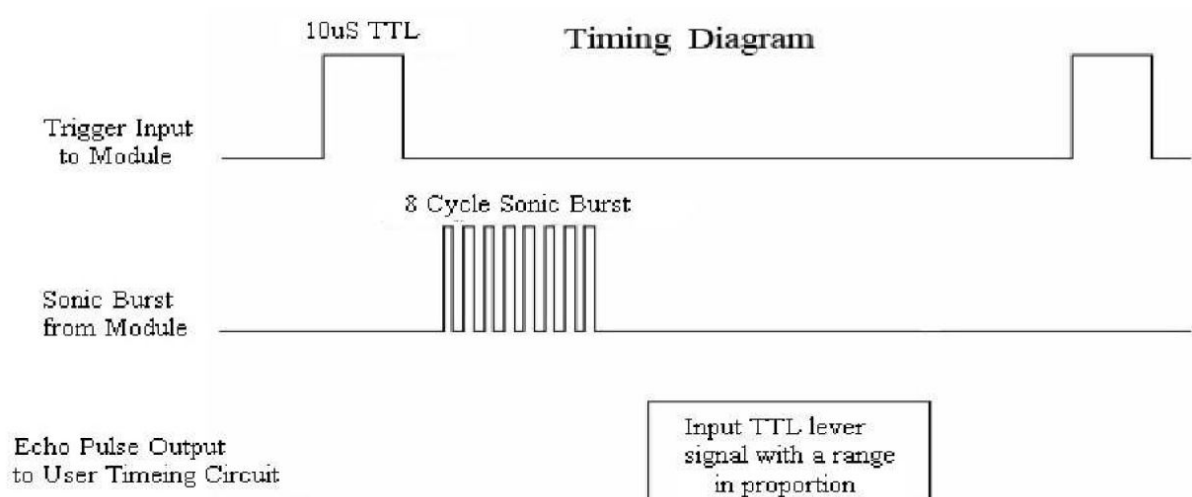 10uS TTL
Timing Diagram
Trigger Input
to Module
8 Cycle Sonic Burst
Sonic Burst
from Module
Echo Pulse Output
to User Timeing Circuit
Input TTL lever
signal with a range
in proportion